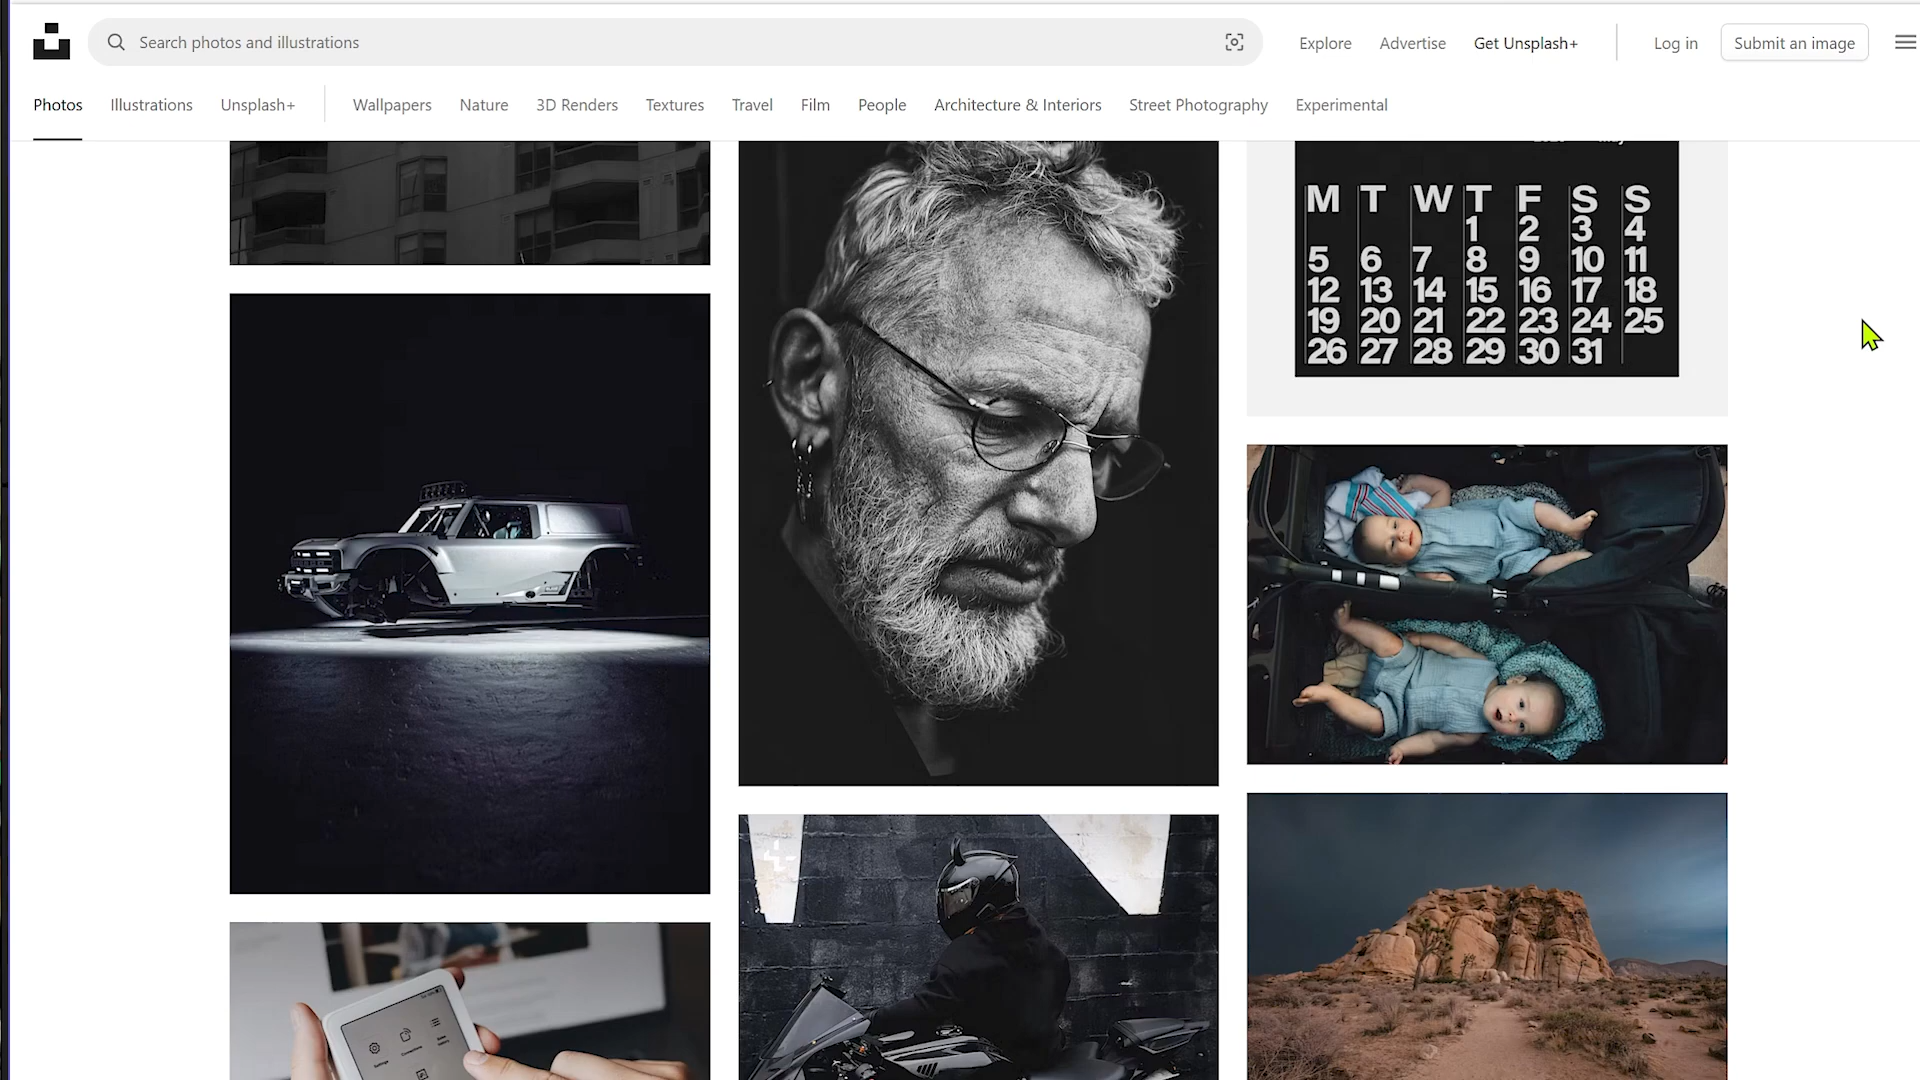 Search photos and illustrations
Explore
Advertise
Get Unsplash+
Log in
Submit an image
Photos
Illustrations
Unsplash+
Wallpapers
Nature
3D Renders
Textures
Travel
Film
People
Architecture & Interiors
Street Photography
Experimental
M T W T F S S
1 2 3 4
5 6 7 8 9 10 11
12 13 14 15 16 17 18
19 20 21 22 23 24 25
26 27 28 29 30 31